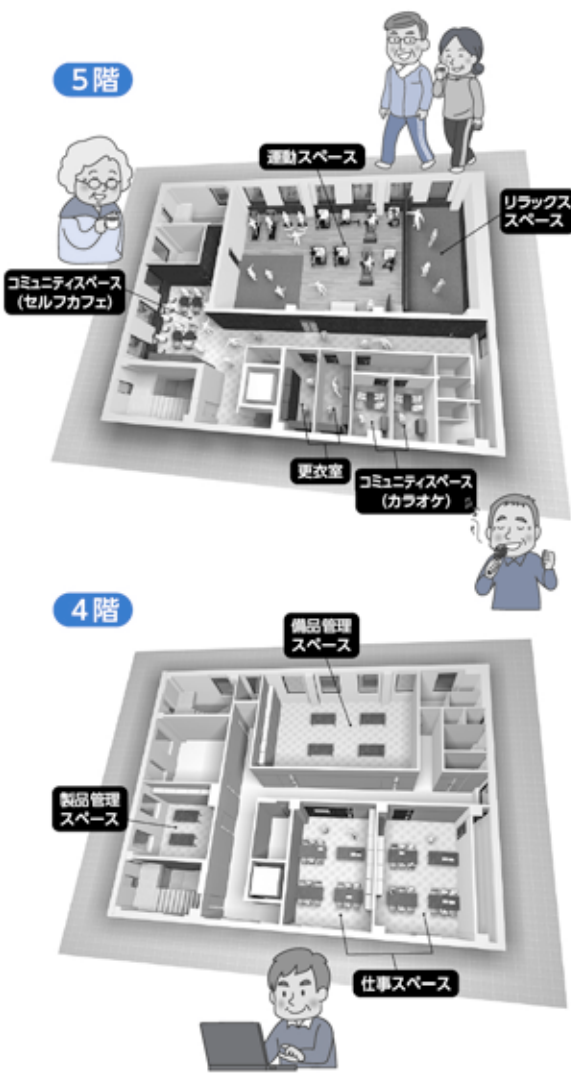 5階
運動スペース
リラックス
スペース
コミュニティスペース
(セルフカフェ)
更衣室
コミュニティスペース
(カラオケ)
4階
備品管理
スペース
製品管理
スペース
仕事スペース